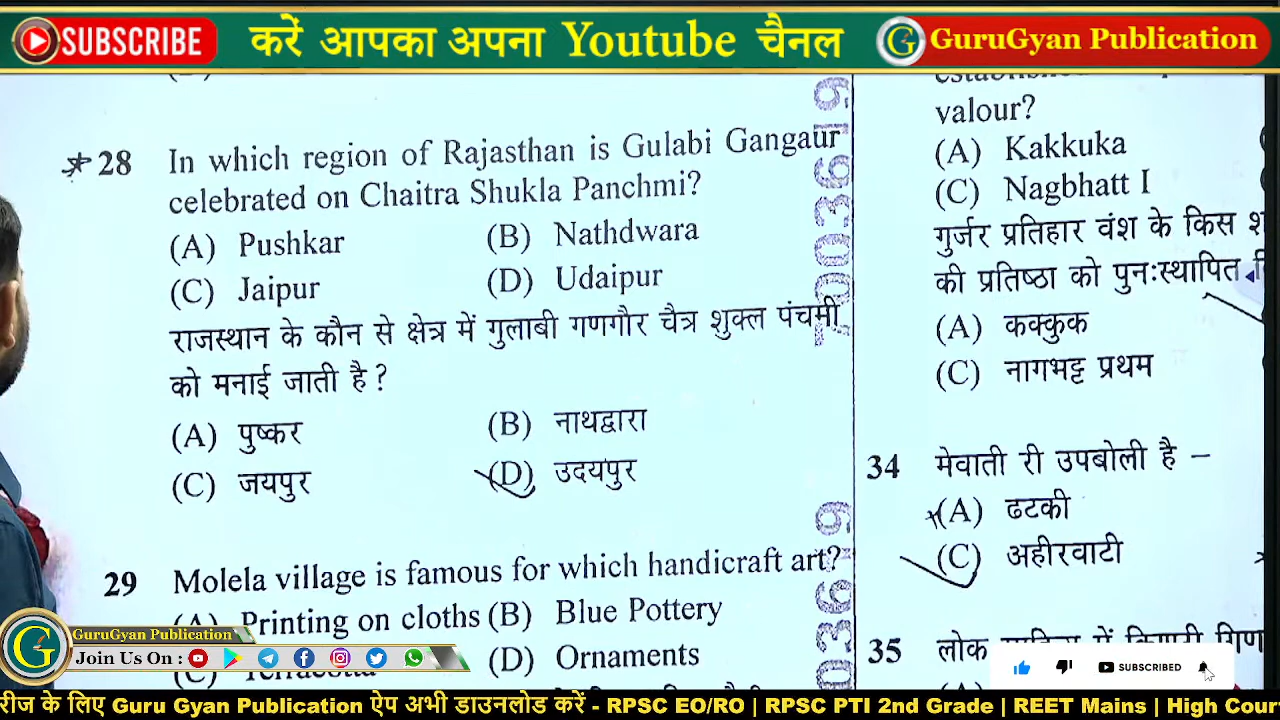 SUBSCRIBE करें आपका अपना Youtube चैनल G GuruGyan Publication
28 In which region of Rajasthan is Gulabi Gangaur
celebrated on Chaitra Shukla Panchmi?
(A) Pushkar (B) Nathdwara
(C) Jaipur (D) Udaipur
राजस्थान के कौन से क्षेत्र में गुलाबी गणगौर चैत्र शुक्ल पंचमी
को मनाई जाती है ?
(A) पुष्कर (B) नाथद्वारा
(C) जयपुर (D) उदयपुर
29 Molela village is famous for which handicraft art?
(A) Printing on cloths (B) Blue Pottery
(C) Terracotta (D) Ornaments
valour?
(A) Kakkuka
(C) Nagbhatt I
गुर्जर प्रतिहार वंश के किस
की प्रतिष्ठा को पुनःस्थापित
(A) कक्कुक
(C) नागभट्ट प्रथम
34 मेवाती री उपबोली है –
(A) ढटकी
(C) अहीरवाटी
35 लोक
G GuruGyan Publication
Join Us On :
SUBSCRIBED
रीज के लिए Guru Gyan Publication ऐप अभी डाउनलोड करें - RPSC EO/RO | RPSC PTI 2nd Grade | REET Mains | High Cour